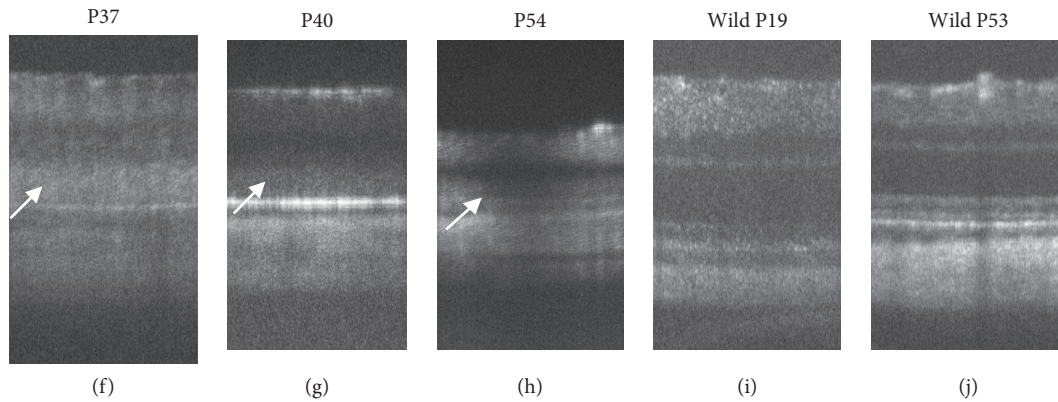 P37 P40 P54 Wild P19 Wild P53
(f) (g) (h) (i) (j)